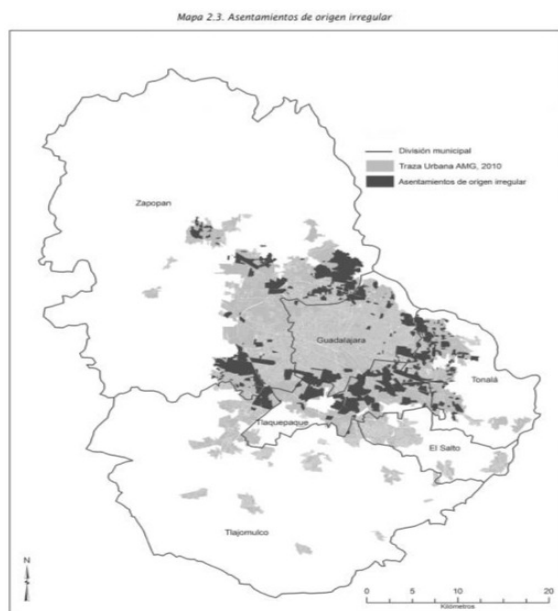 Mapa 2.3. Asentamientos de origen irregular
División municipal
Traza Urbana AMG, 2010
Asentamientos de origen irregular
Zapopan
Guadalajara
Tonalá
Tlaquepaque
El Salto
Tlajomulco
N
0 5 10 20
Kilómetros